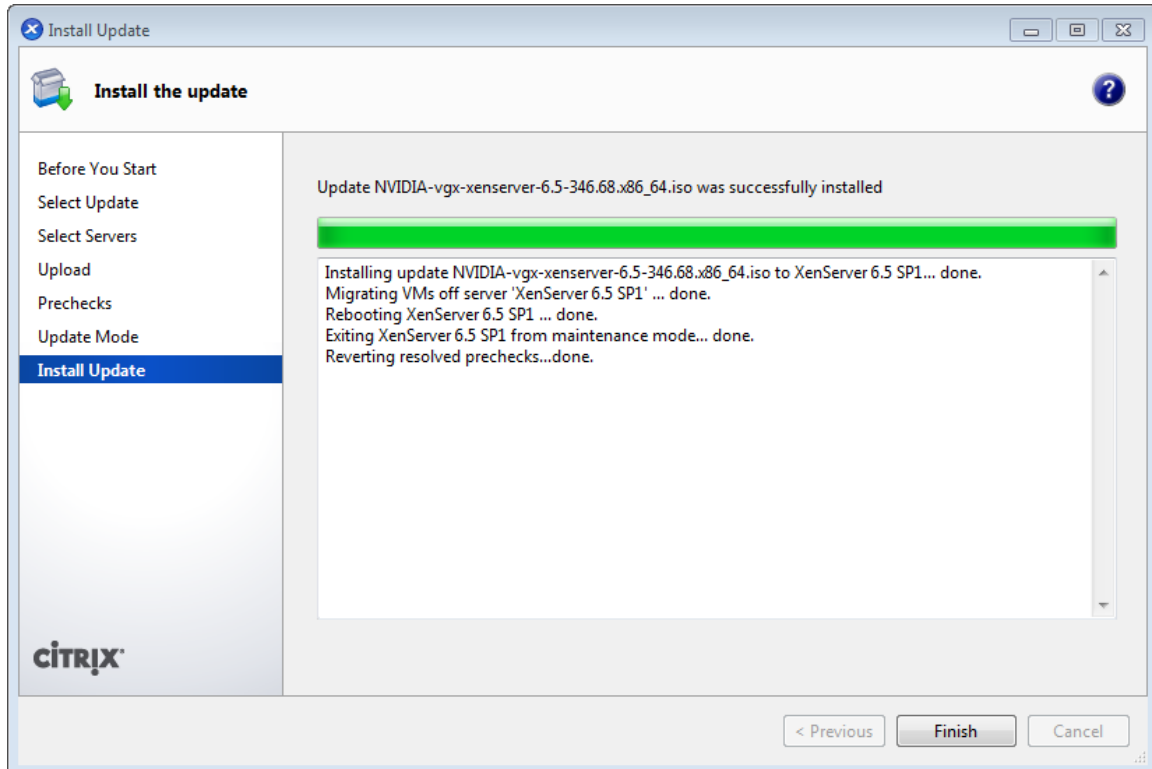 Install Update
Install the update
?
Before You Start
Select Update
Select Servers
Upload
Prechecks
Update Mode
Install Update
CİTRIX
Update NVIDIA-vgx-xenserver-6.5-346.68.x86_64.iso was successfully installed
Installing update NVIDIA-vgx-xenserver-6.5-346.68.x86_64.iso to XenServer 6.5 SP1... done.
Migrating VMs off server 'XenServer 6.5 SP1' ... done.
Rebooting XenServer 6.5 SP1 ... done.
Exiting XenServer 6.5 SP1 from maintenance mode... done.
Reverting resolved prechecks...done.
< Previous
Finish
Cancel